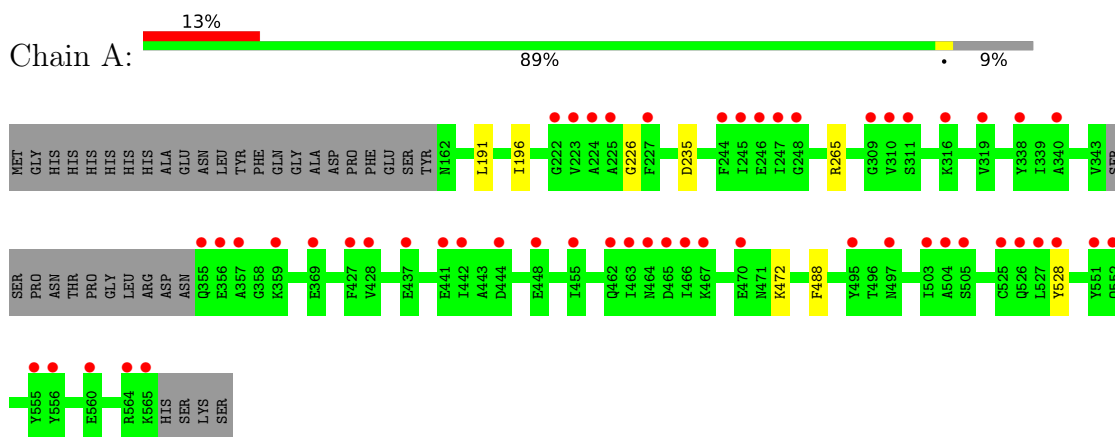 13%
Chain A:
89%
•
9%
MET GLY HIS HIS HIS HIS HIS HIS ALA GLU ASN LEU TYR PHE GLN GLY ALA ASP PRO PHE GLU SER TYR N162 L191 I196 G222 V223 A224 A225 G226 F227 D235 F244 I245 E246 I247 G248 R265 G309 V310 S311 K316 V319 Y338 I339 A340 V343 SER
SER PRO ASN THR PRO GLY LEU ARG ASP ASN Q355 E356 A357 G358 K359 E369 F427 V428 E437 E441 I442 A443 D444 E448 I455 Q462 I463 N464 D465 I466 K467 E470 N471 K472 F488 Y495 T496 N497 I503 A504 S505 C525 Q526 L527 Y528 Y551
Y555 Y556 E560 R564 K565 HIS SER LYS SER